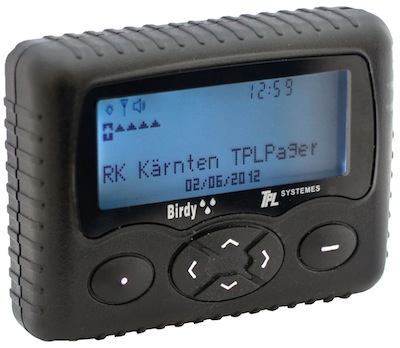 12:59
RK Kärnten TPLPager
02/06/2012
Birdy TPL SYSTEMES